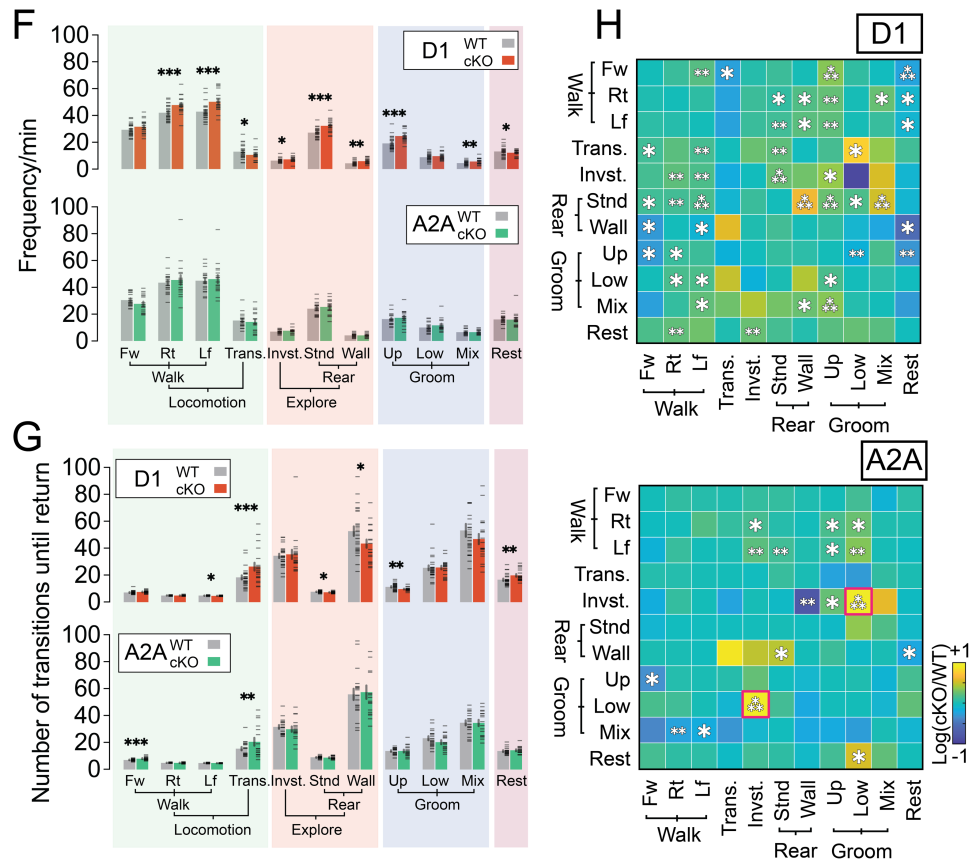 F
D1
WT
cKO
Frequency/min
100
80
60
40
20
0
*** *** * * *** ** *** ** *
A2A
WT
cKO
100
80
60
40
20
0
Fw Rt Lf Trans. Invst. Stnd Wall Up Low Mix Rest
Walk Rear Groom
Locomotion Explore
G
D1
WT
cKO
Number of transitions until return
100
80
60
40
20
0
* *** * * ** **
A2A
WT
cKO
100
80
60
40
20
0
*** **
Fw Rt Lf Trans. Invst. Stnd Wall Up Low Mix Rest
Walk Rear Groom
Locomotion Explore
H
D1
Walk
Fw ** * *** ***
Rt * * ** * *
Lf ** * ** *
Trans. * ** ** *
Invst. ** ** *** *
Rear
Stnd * ** ** *** *** * ***
Wall * * *
Groom
Up * * ** **
Low * * *
Mix * * ***
Rest ** **
Fw Rt Lf Trans. Invst. Stnd Wall Up Low Mix Rest
Walk Rear Groom
A2A
Walk
Fw
Rt * * *
Lf ** ** * **
Trans.
Invst. ** * ***
Rear
Stnd
Wall * *
Groom
Up *
Low ***
Mix ** *
Rest *
Fw Rt Lf Trans. Invst. Stnd Wall Up Low Mix Rest
Walk Rear Groom
Log(cKO/WT)
+1
-1